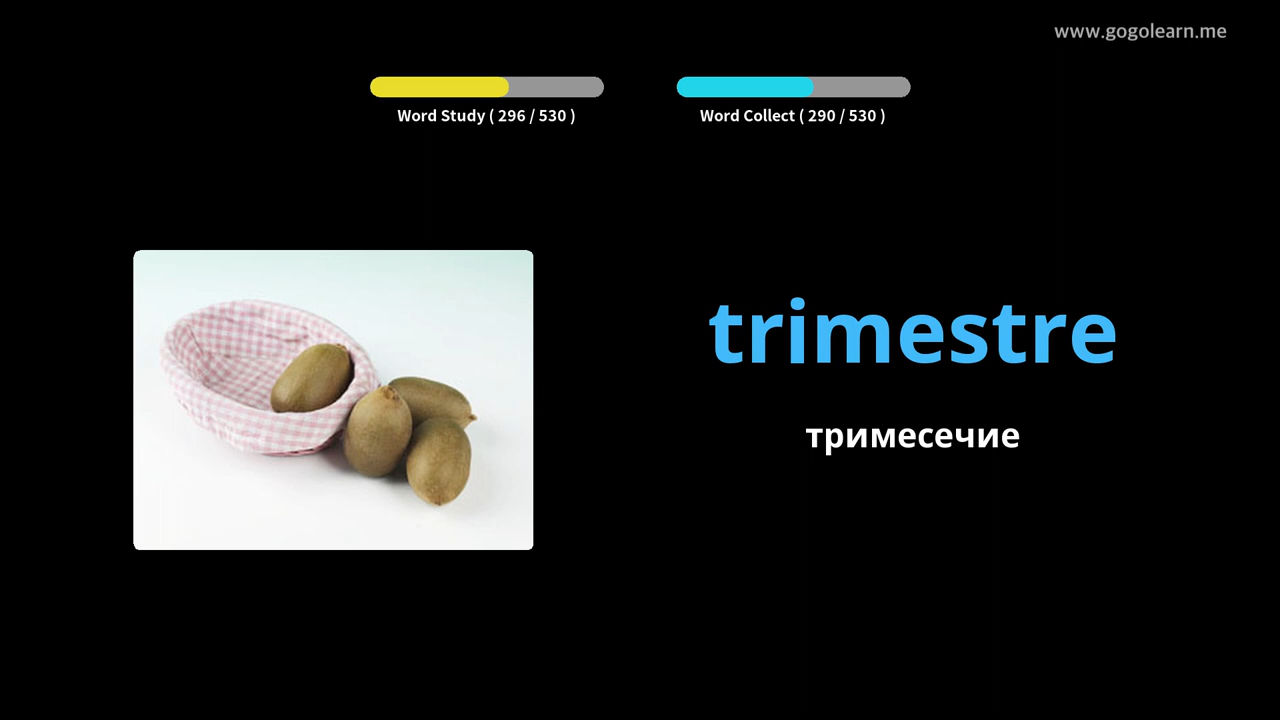 www.gogolearn.me
Word Study ( 296 / 530 )
Word Collect ( 290 / 530 )
trimestre
тримесечие